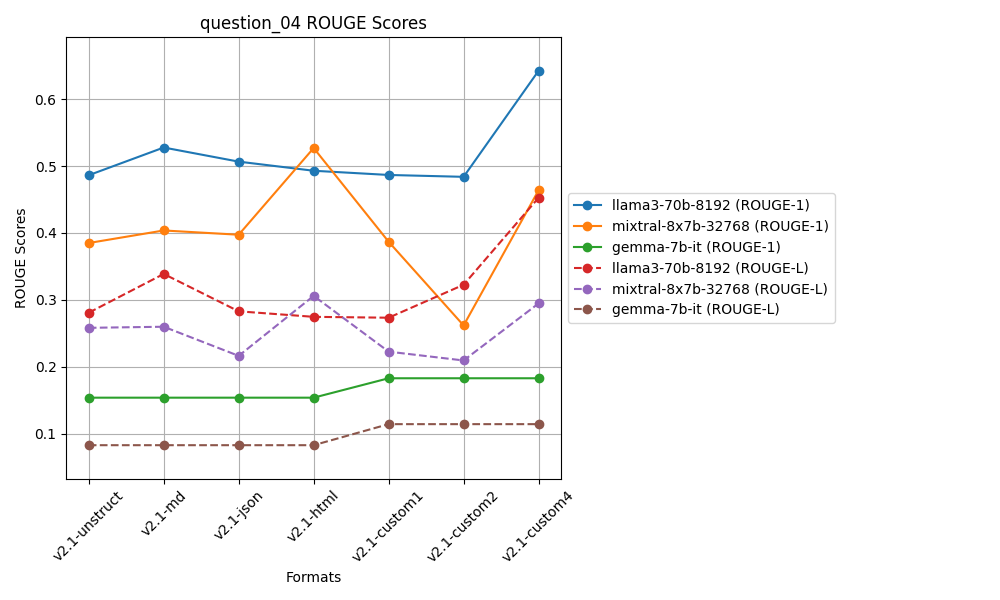 question_04 ROUGE Scores
ROUGE Scores
0.6
0.5
0.4
0.3
0.2
0.1
v2.1-unstruct
v2.1-md
v2.1-json
v2.1-html
v2.1-custom1
v2.1-custom2
v2.1-custom4
Formats
llama3-70b-8192 (ROUGE-1)
mixtral-8x7b-32768 (ROUGE-1)
gemma-7b-it (ROUGE-1)
llama3-70b-8192 (ROUGE-L)
mixtral-8x7b-32768 (ROUGE-L)
gemma-7b-it (ROUGE-L)